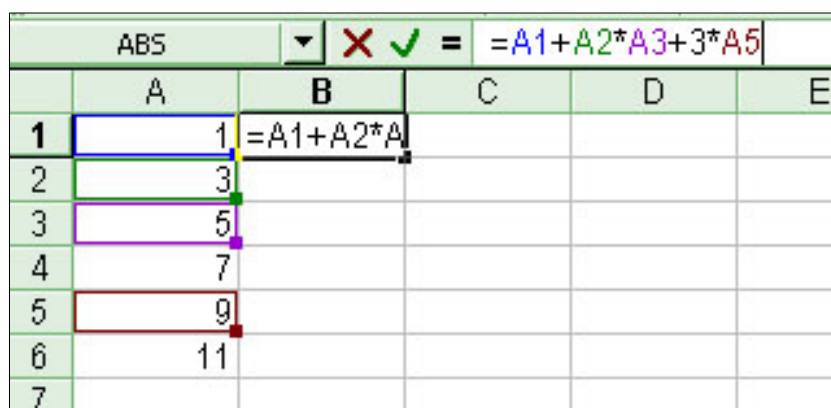 ABS = =A1+A2*A3+3*A5
A B C D E
1 1 =A1+A2*A
2 3
3 5
4 7
5 9
6 11
7